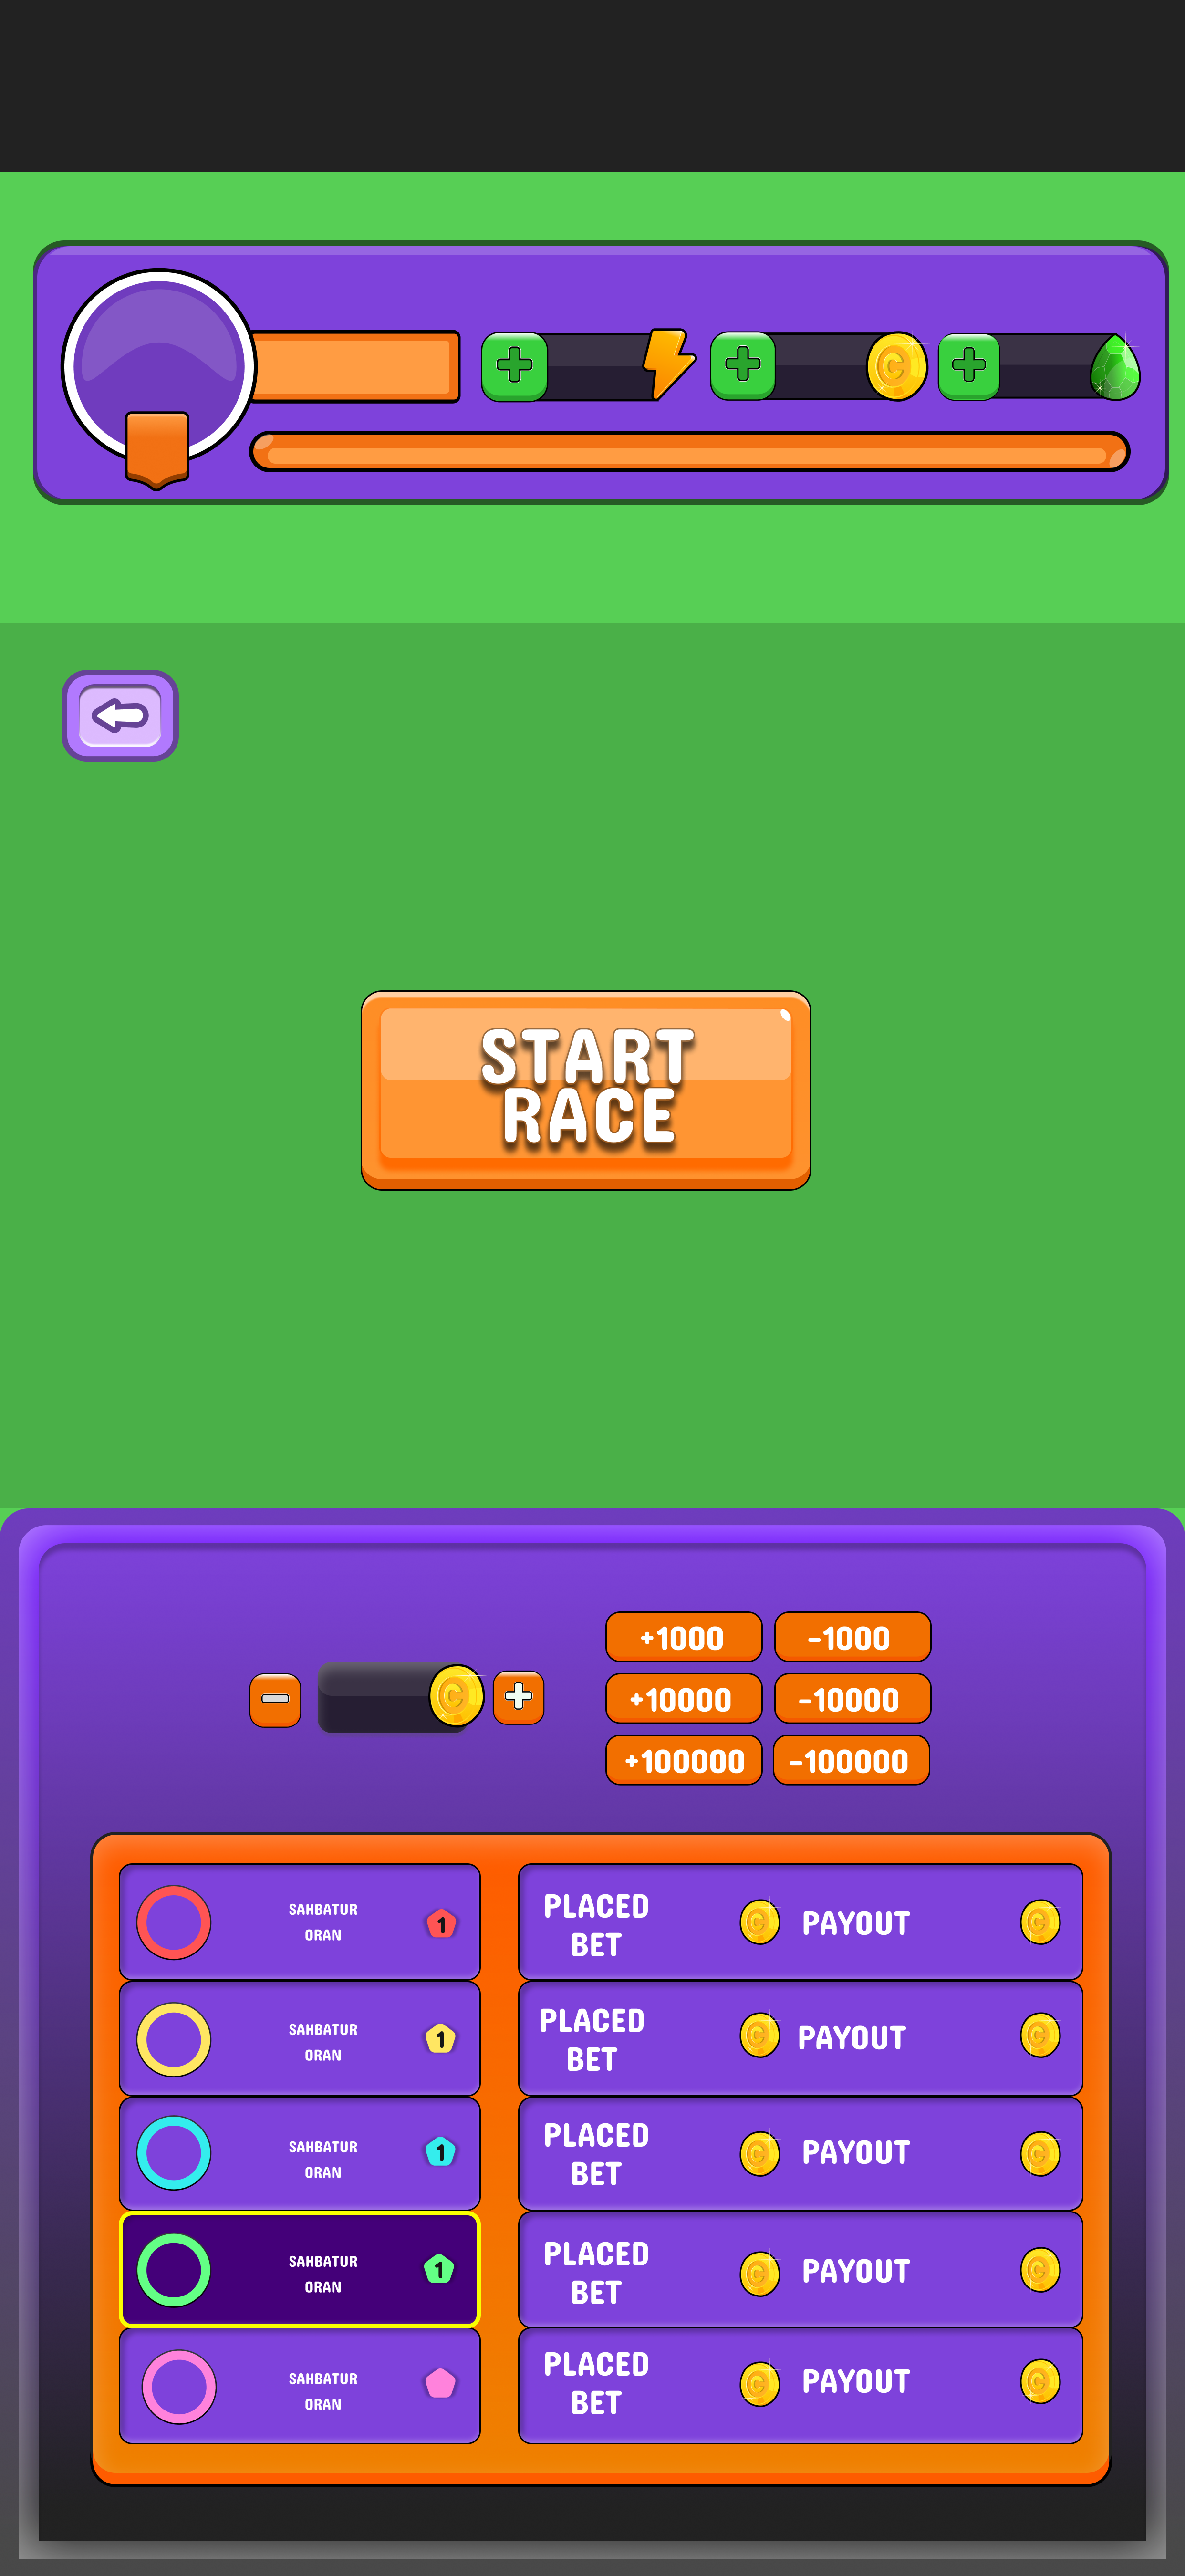 START
RACE
+1000
-1000
+10000
-10000
+100000
-100000
SAHBATUR
ORAN
1
PLACED
BET
PAYOUT
SAHBATUR
ORAN
1
PLACED
BET
PAYOUT
SAHBATUR
ORAN
1
PLACED
BET
PAYOUT
SAHBATUR
ORAN
1
PLACED
BET
PAYOUT
SAHBATUR
ORAN
PLACED
BET
PAYOUT